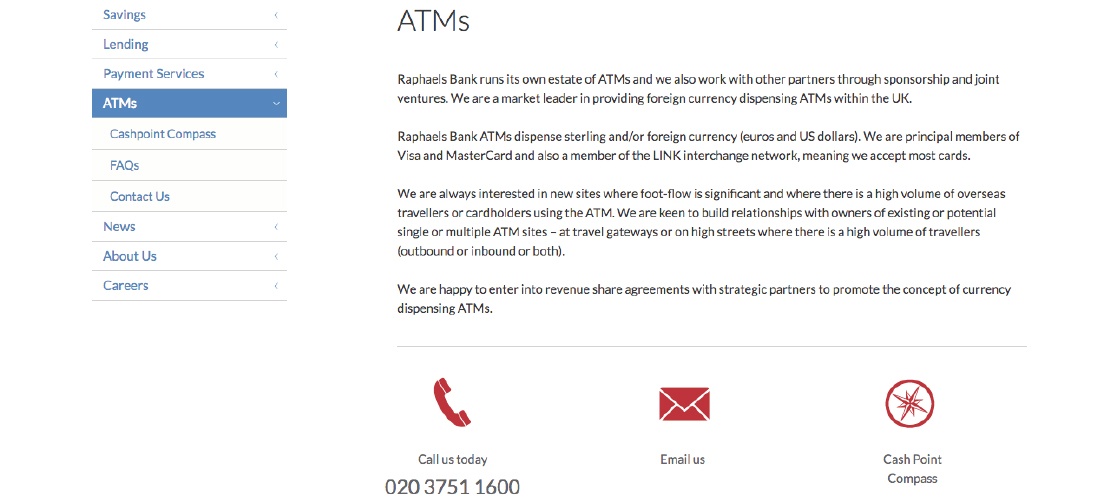 Savings
Lending
Payment Services
ATMs
Cashpoint Compass
FAQs
Contact Us
News
About Us
Careers
ATMs
Raphaels Bank runs its own estate of ATMs and we also work with other partners through sponsorship and joint
ventures. We are a market leader in providing foreign currency dispensing ATMs within the UK.
Raphaels Bank ATMs dispense sterling and/or foreign currency (euros and US dollars). We are principal members of
Visa and MasterCard and also a member of the LINK interchange network, meaning we accept most cards.
We are always interested in new sites where foot-flow is significant and where there is a high volume of overseas
travellers or cardholders using the ATM. We are keen to build relationships with owners of existing or potential
single or multiple ATM sites – at travel gateways or on high streets where there is a high volume of travellers
(outbound or inbound or both).
We are happy to enter into revenue share agreements with strategic partners to promote the concept of currency
dispensing ATMs.
Call us today
020 3751 1600
Email us
Cash Point
Compass